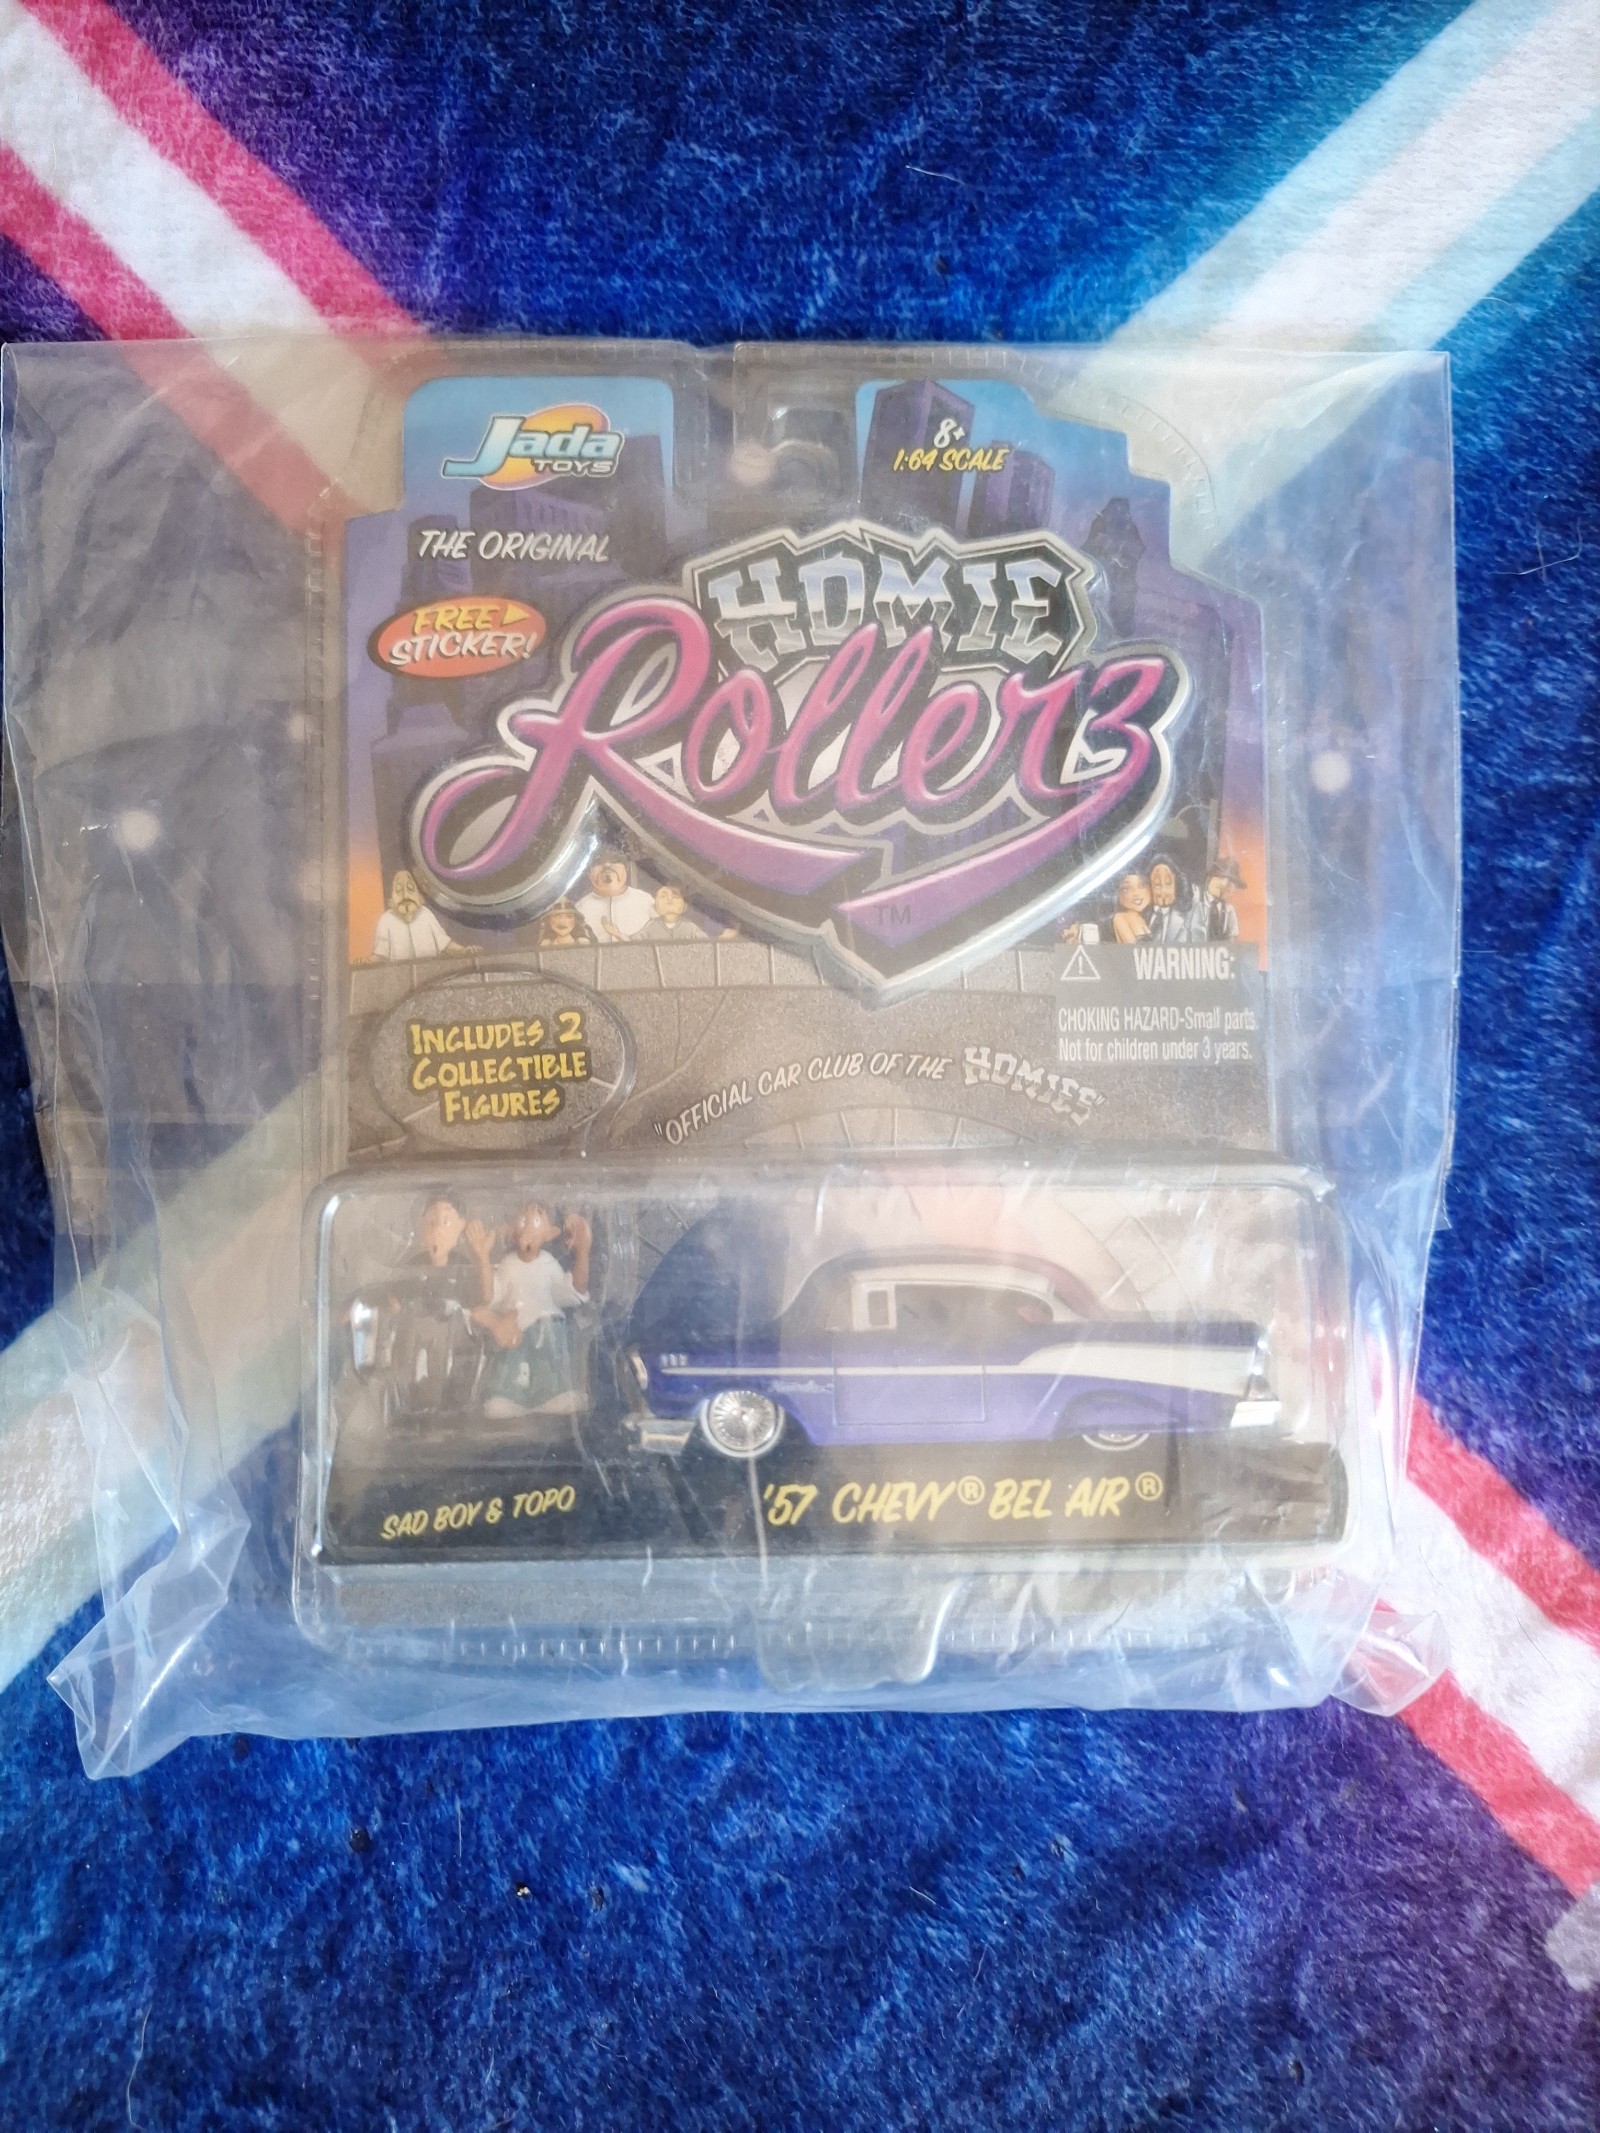 Jada
TOYS
8+
1:64 SCALE
THE ORIGINAL
HOMIE
Rollerz
TM
FREE
STICKER!
WARNING:
CHOKING HAZARD-Small parts.
Not for children under 3 years.
INCLUDES 2
COLLECTIBLE
FIGURES
"OFFICIAL CAR CLUB OF THE HOMIES"
SAD BOY & TOPO
'57 CHEVY® BEL AIR®